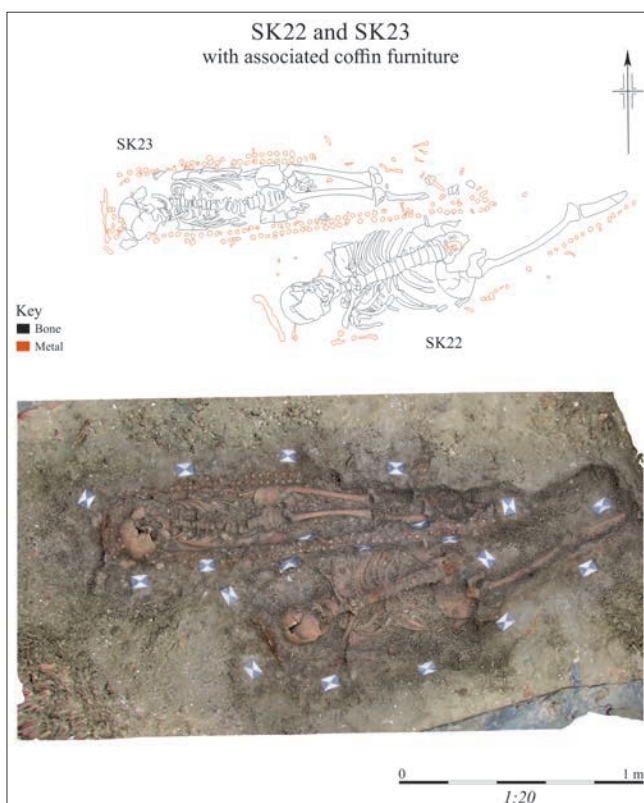 SK22 and SK23
with associated coffin furniture
SK23
Key
Bone
Metal
SK22
0 1 m
1:20